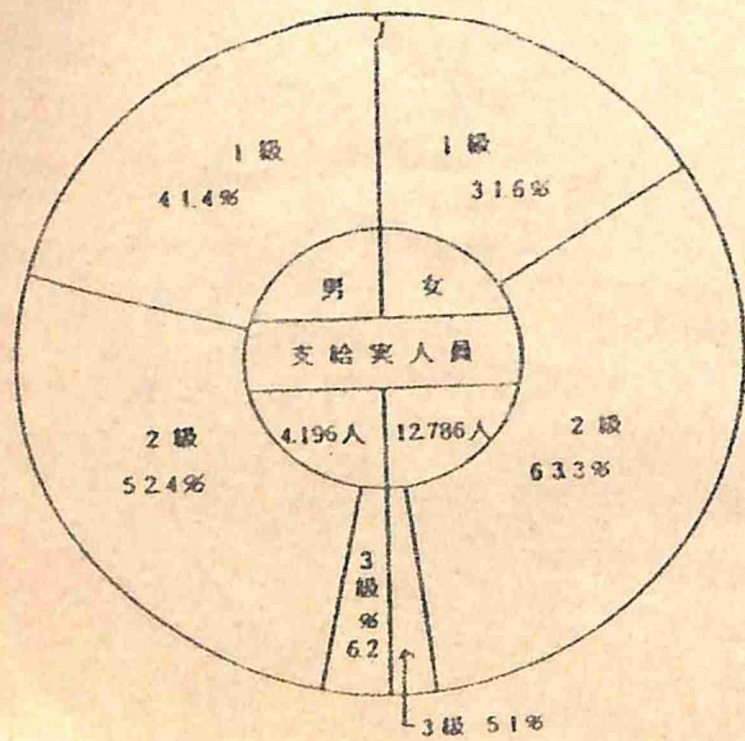 1級
41.4%
1級
31.6%
男 女
支給実人員
4.196人 12.786人
2級
52.4%
2級
63.3%
3級
%
6.2
3級 5.1%